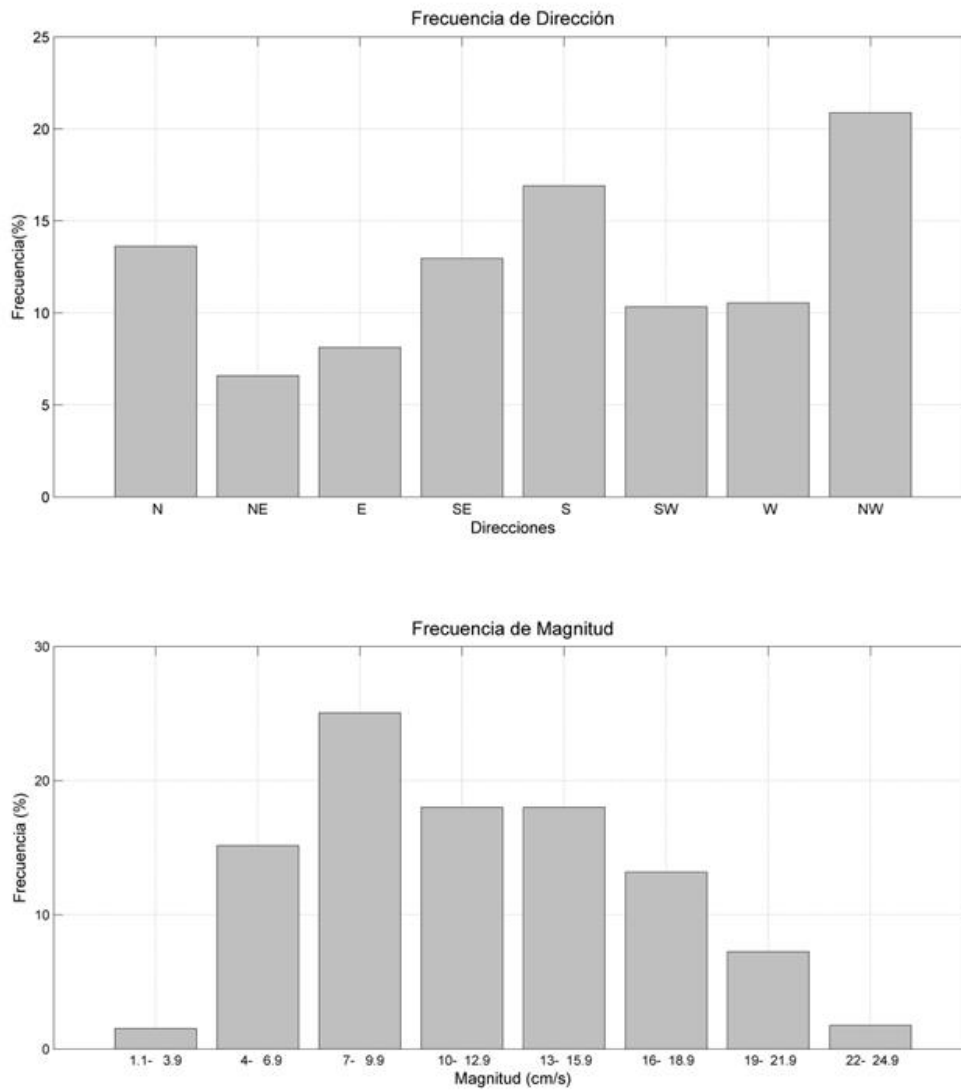 Frecuencia de Dirección
25
20
15
10
5
0
Frecuencia(%)
N NE E SE S SW W NW
Direcciones
Frecuencia de Magnitud
30
20
10
0
Frecuencia (%)
1.1- 3.9 4- 6.9 7- 9.9 10- 12.9 13- 15.9 16- 18.9 19- 21.9 22- 24.9
Magnitud (cm/s)